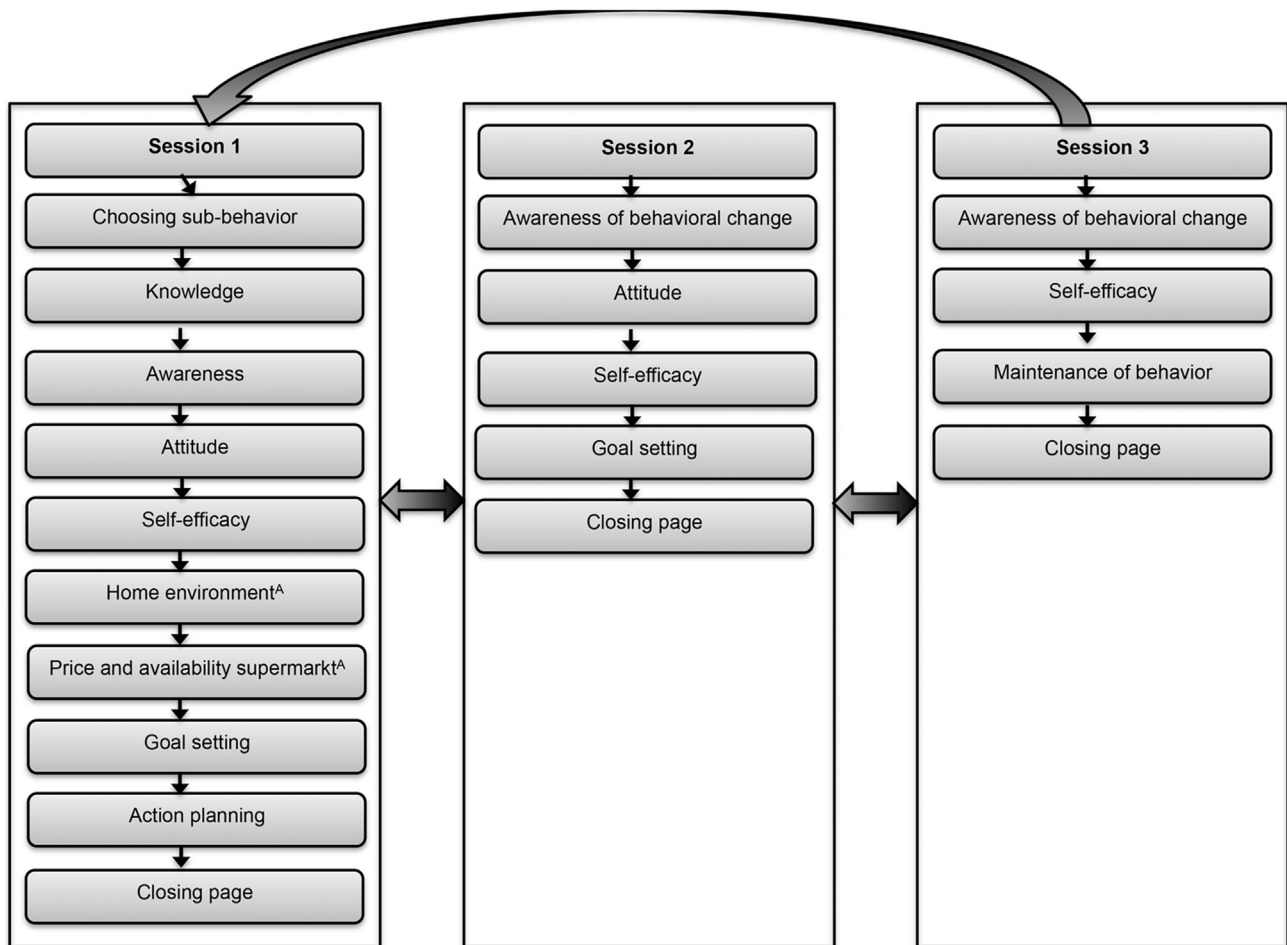 Session 1
Choosing sub-behavior
Knowledge
Awareness
Attitude
Self-efficacy
Home environmentᴬ
Price and availability supermarktᴬ
Goal setting
Action planning
Closing page
Session 2
Awareness of behavioral change
Attitude
Self-efficacy
Goal setting
Closing page
Session 3
Awareness of behavioral change
Self-efficacy
Maintenance of behavior
Closing page